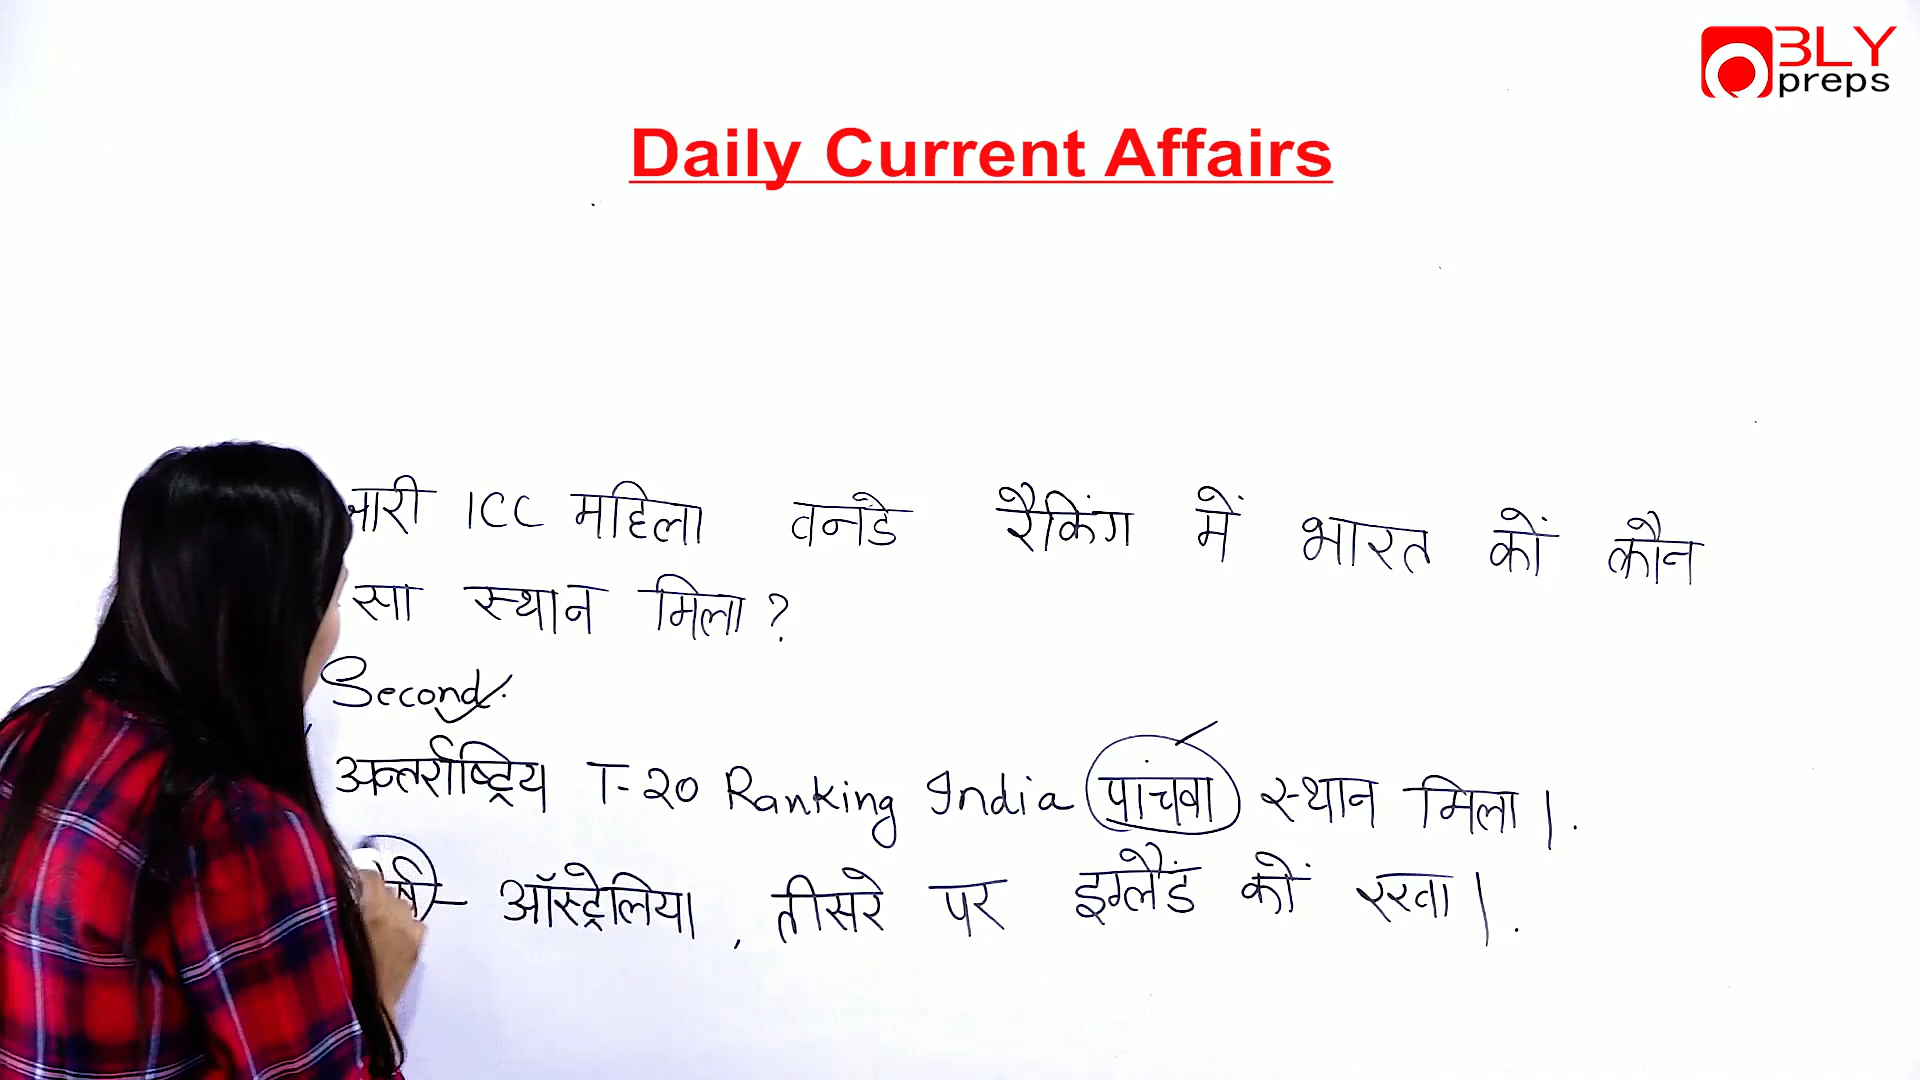 BLY
preps
Daily Current Affairs
जारी ICC महिला वनडे रैकिंग में भारत कों कौन
सा स्थान मिला?
Second
अन्तर्राष्ट्रिय T-20 Ranking India पांचवा स्थान मिला।
- ऑस्ट्रेलिया, तीसरे पर इंग्लैंड कों रखा।